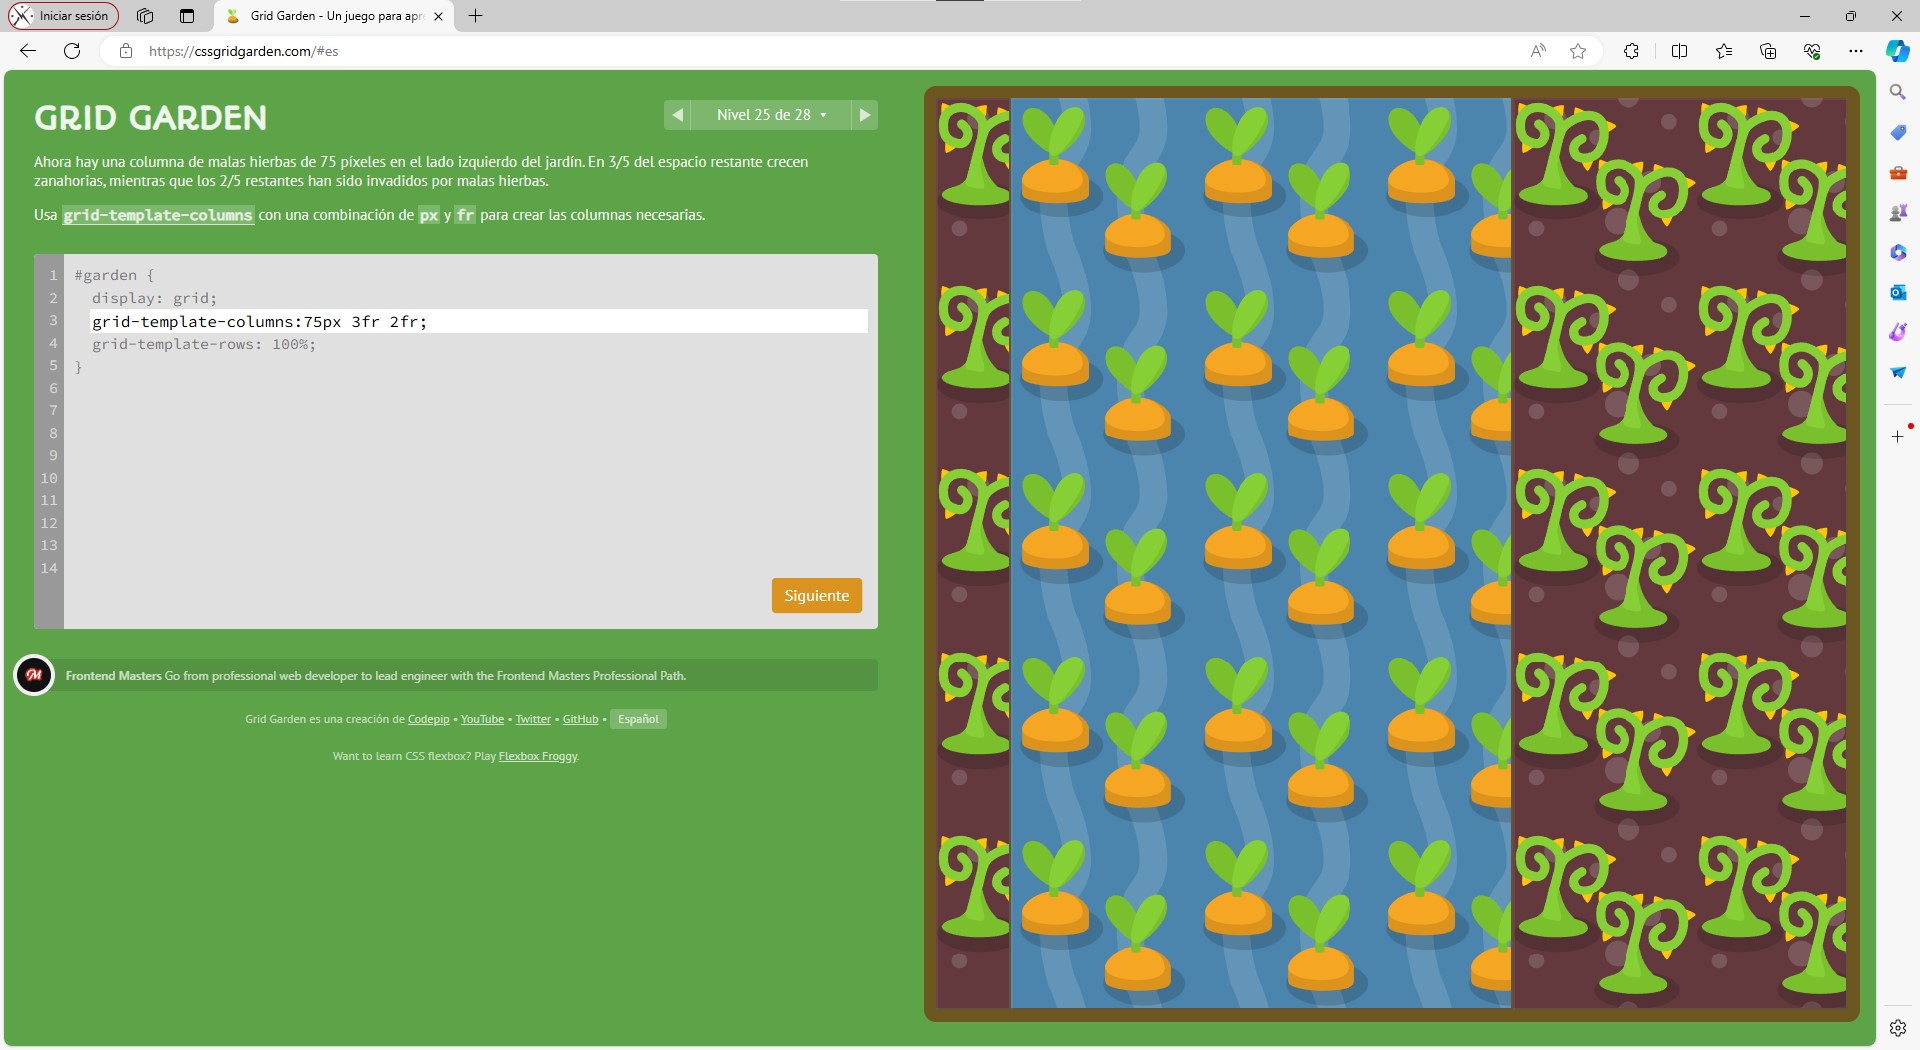 Iniciar sesión
Grid Garden - Un juego para apr
https://cssgridgarden.com/#es
GRID GARDEN
Nivel 25 de 28
Ahora hay una columna de malas hierbas de 75 píxeles en el lado izquierdo del jardín. En 3/5 del espacio restante crecen
zanahorias, mientras que los 2/5 restantes han sido invadidos por malas hierbas.
Usa grid-template-columns con una combinación de px y fr para crear las columnas necesarias.
1 #garden {
2 display: grid;
3 grid-template-columns:75px 3fr 2fr;
4 grid-template-rows: 100%;
5 }
6
7
8
9
10
11
12
13
14
Siguiente
Frontend Masters Go from professional web developer to lead engineer with the Frontend Masters Professional Path.
Grid Garden es una creación de Codepip • YouTube • Twitter • GitHub • Español
Want to learn CSS flexbox? Play Flexbox Froggy.